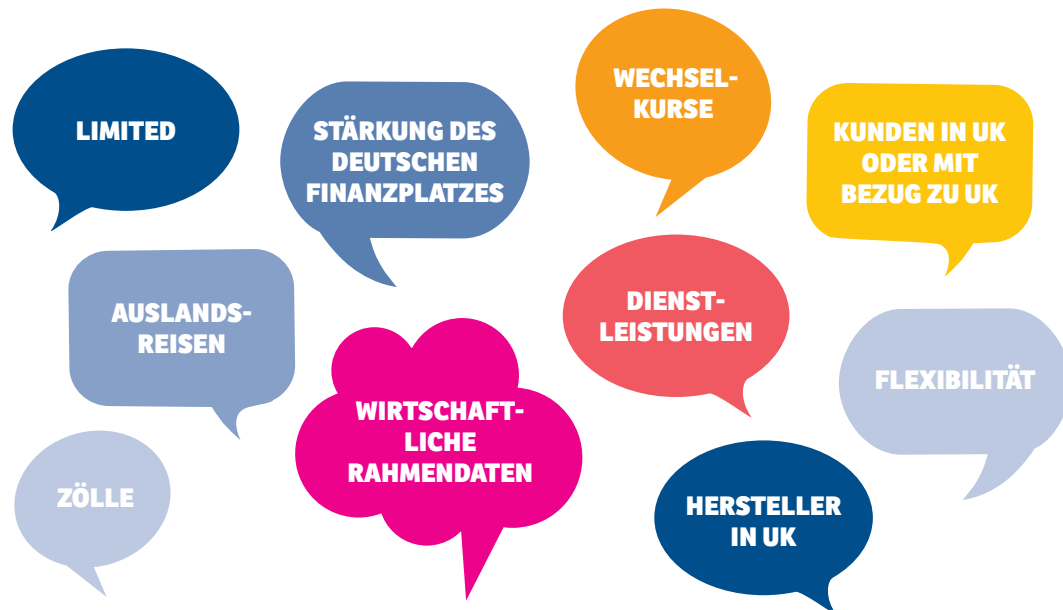 LIMITED
STÄRKUNG DES
DEUTSCHEN
FINANZPLATZES
WECHSEL-
KURSE
KUNDEN IN UK
ODER MIT
BEZUG ZU UK
AUSLANDS-
REISEN
DIENST-
LEISTUNGEN
FLEXIBILITÄT
WIRTSCHAFT-
LICHE
RAHMENDATEN
ZÖLLE
HERSTELLER
IN UK